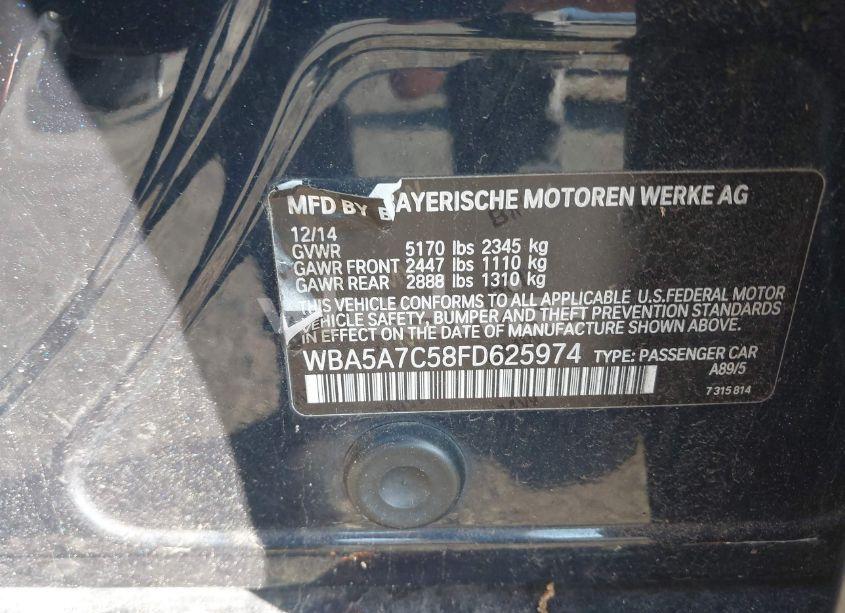 MFD BY BAYERISCHE MOTOREN WERKE AG
12/14
GVWR 5170 lbs 2345 kg
GAWR FRONT 2447 lbs 1110 kg
GAWR REAR 2888 lbs 1310 kg
THIS VEHICLE CONFORMS TO ALL APPLICABLE U.S.FEDERAL MOTOR
VEHICLE SAFETY, BUMPER AND THEFT PREVENTION STANDARDS
IN EFFECT ON THE DATE OF MANUFACTURE SHOWN ABOVE.
WBA5A7C58FD625974 TYPE: PASSENGER CAR
A89/5
7 315 814